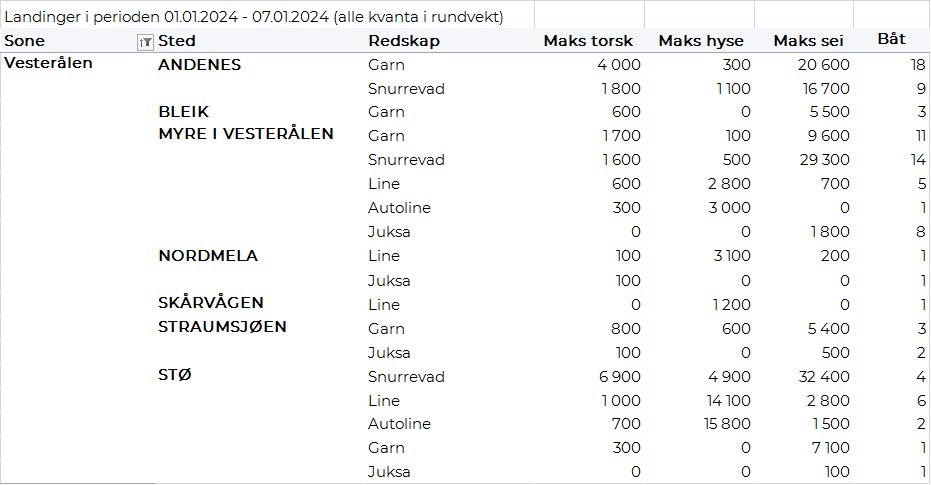 Landinger i perioden 01.01.2024 - 07.01.2024 (alle kvanta i rundvekt)
Sone Sted Redskap Maks torsk Maks hyse Maks sei Båt
Vesterålen ANDENES Garn 4 000 300 20 600 18
Snurrevad 1 800 1 100 16 700 9
BLEIK Garn 600 0 5 500 3
MYRE I VESTERÅLEN Garn 1 700 100 9 600 11
Snurrevad 1 600 500 29 300 14
Line 600 2 800 700 5
Autoline 300 3 000 0 1
Juksa 0 0 1 800 8
NORDMELA Line 100 3 100 200 1
Juksa 100 0 0 1
SKÅRVÅGEN Line 0 1 200 0 1
STRAUMSJØEN Garn 800 600 5 400 3
Juksa 100 0 500 2
STØ Snurrevad 6 900 4 900 32 400 4
Line 1 000 14 100 2 800 6
Autoline 700 15 800 1 500 2
Garn 300 0 7 100 1
Juksa 0 0 100 1